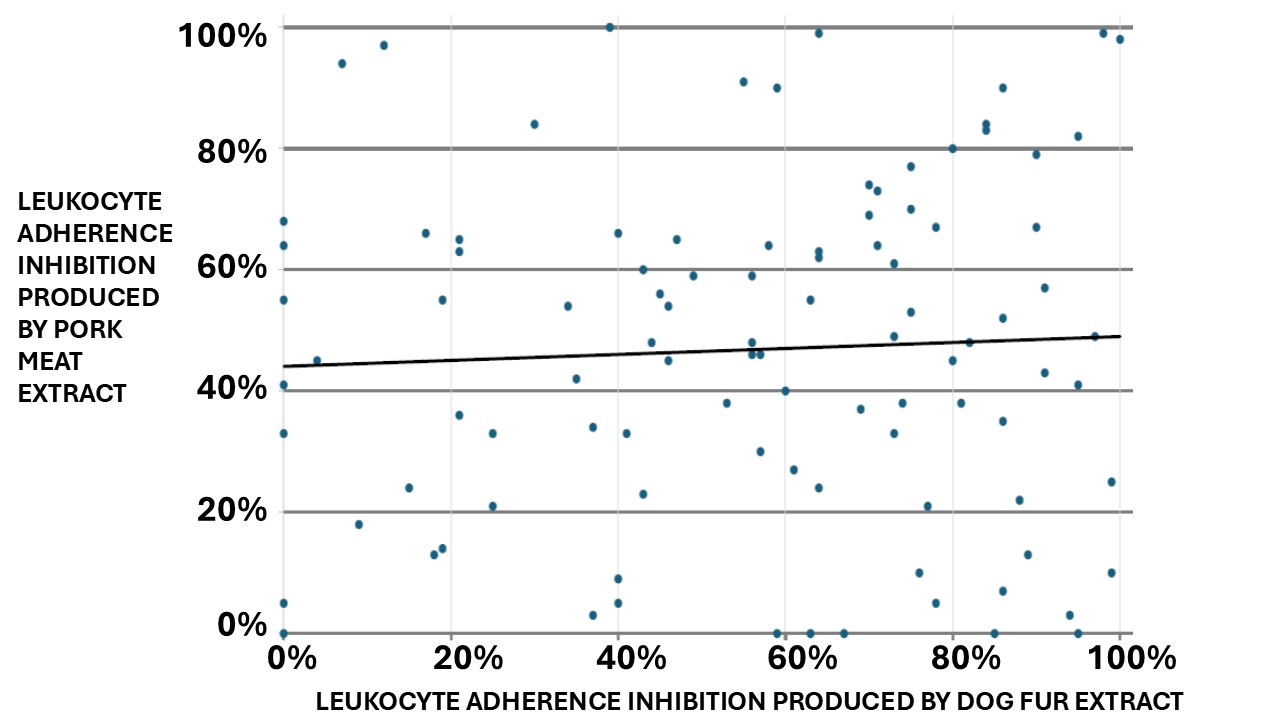 100%
80%
60%
40%
20%
0%
LEUKOCYTE
ADHERENCE
INHIBITION
PRODUCED
BY PORK
MEAT
EXTRACT
0% 20% 40% 60% 80% 100%
LEUKOCYTE ADHERENCE INHIBITION PRODUCED BY DOG FUR EXTRACT